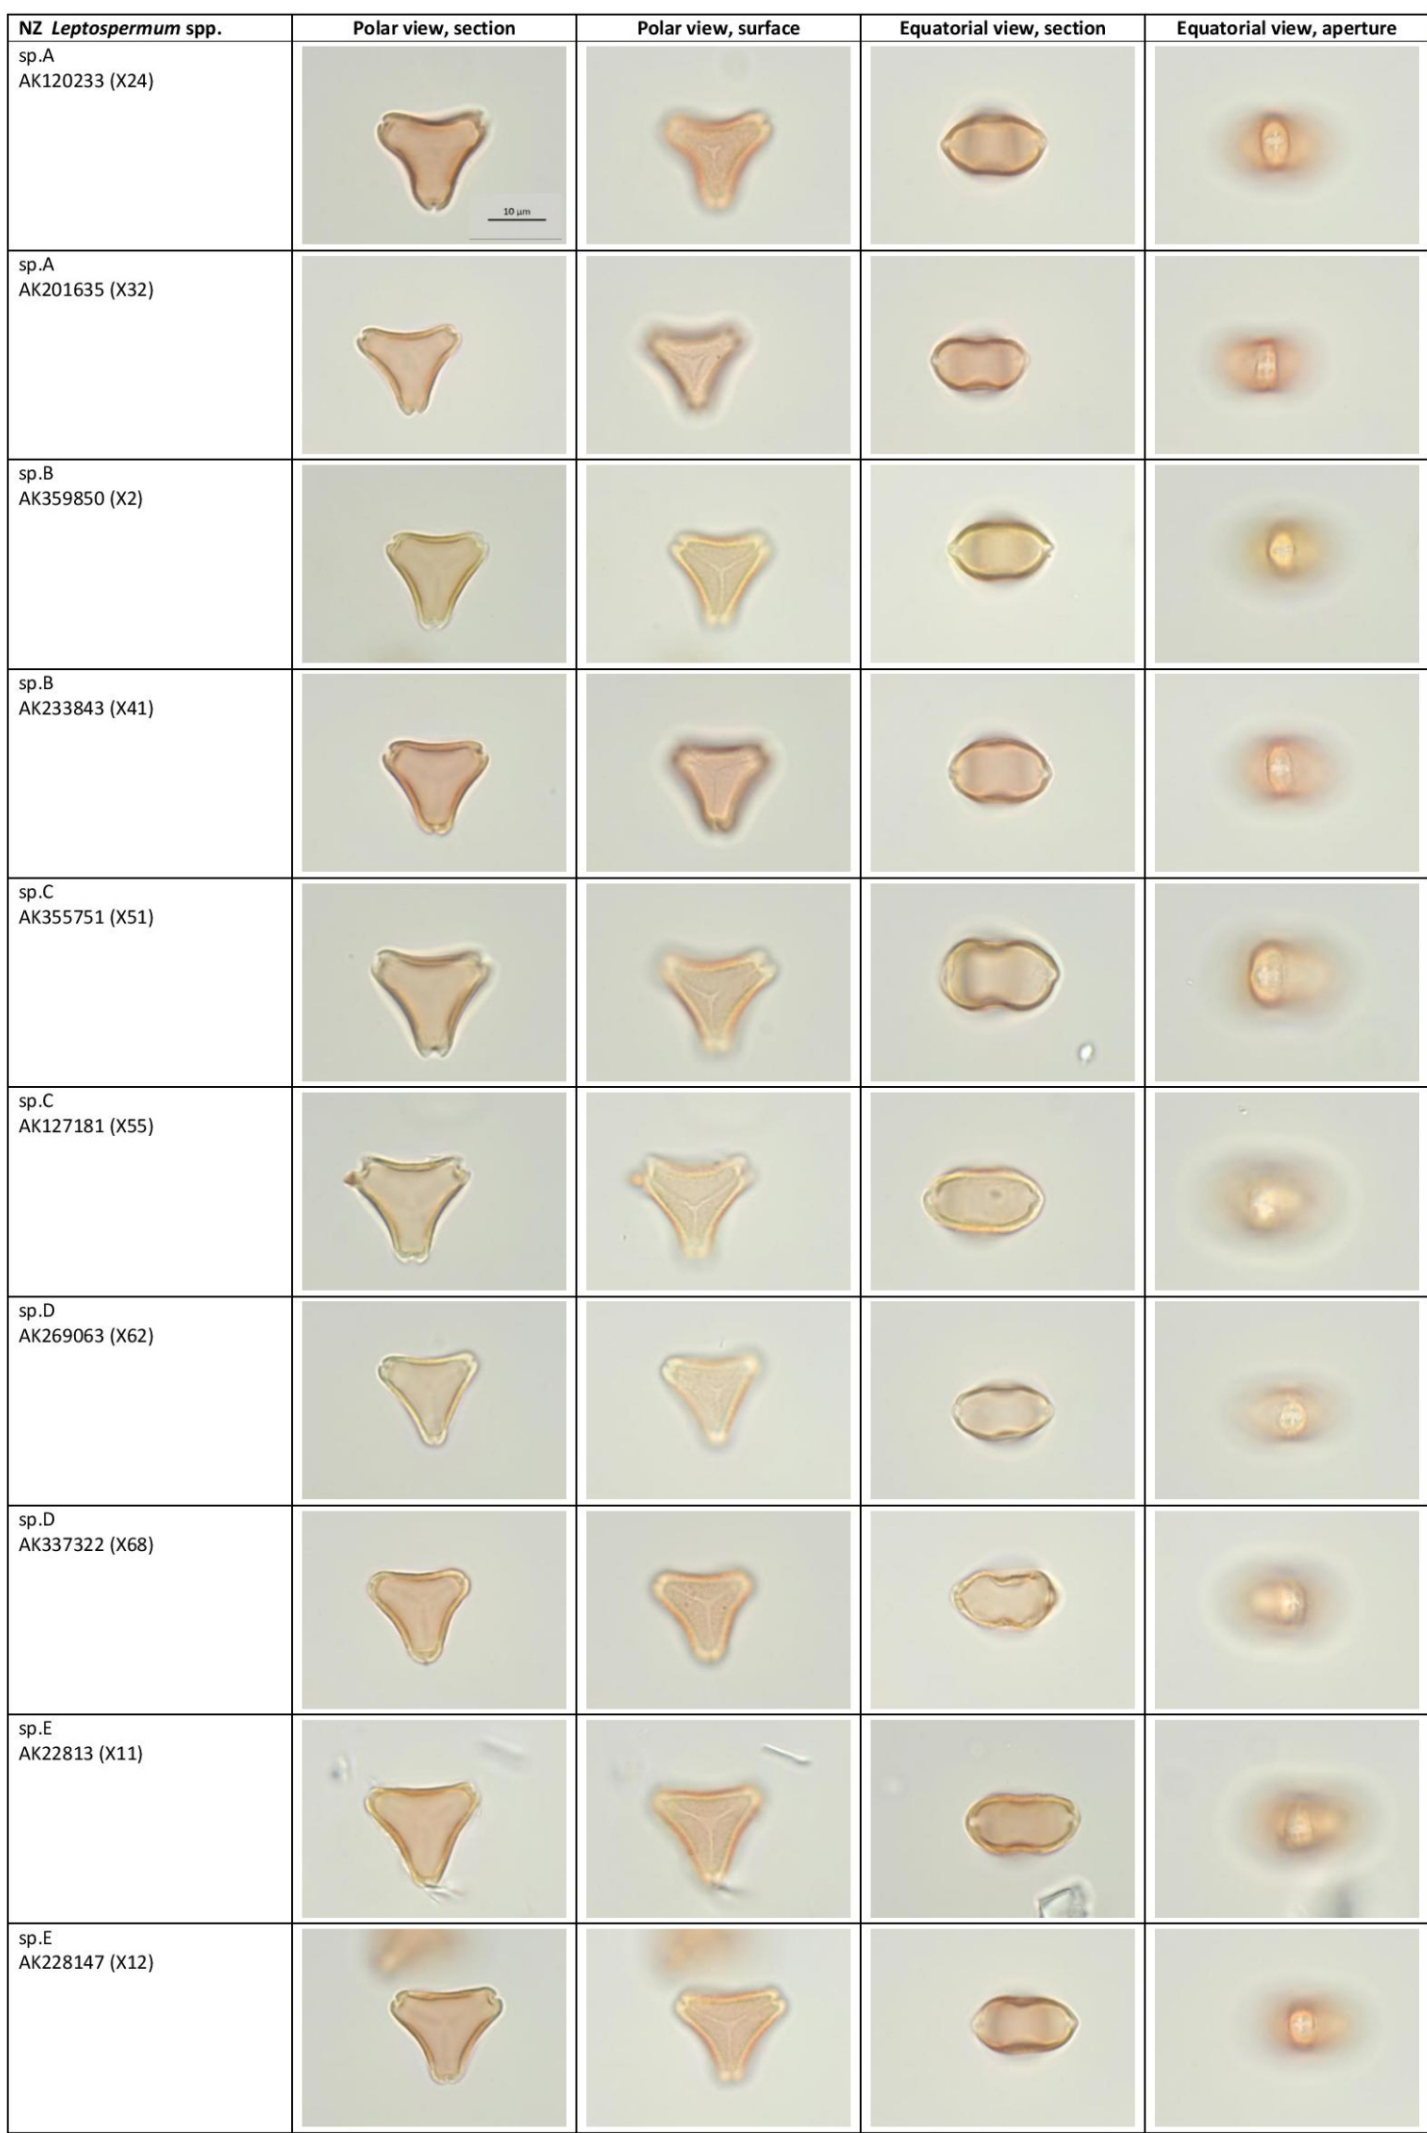 NZ Leptospermum spp. Polar view, section Polar view, surface Equatorial view, section Equatorial view, aperture
sp.A
AK120233 (X24)
10 µm
sp.A
AK201635 (X32)
sp.B
AK359850 (X2)
sp.B
AK233843 (X41)
sp.C
AK355751 (X51)
sp.C
AK127181 (X55)
sp.D
AK269063 (X62)
sp.D
AK337322 (X68)
sp.E
AK22813 (X11)
sp.E
AK228147 (X12)